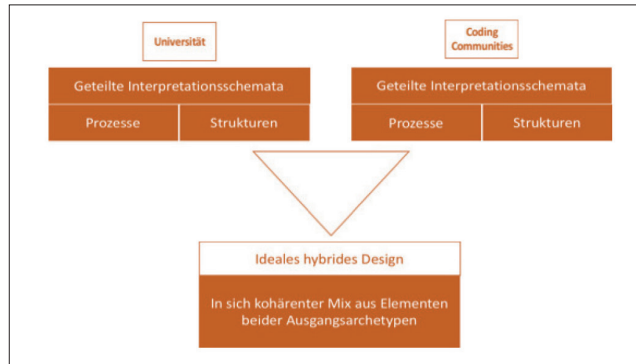 Universität
Geteilte Interpretationsschemata
Prozesse
Strukturen
Coding
Communities
Geteilte Interpretationsschemata
Prozesse
Strukturen
Ideales hybrides Design
In sich kohärenter Mix aus Elementen
beider Ausgangsarchetypen